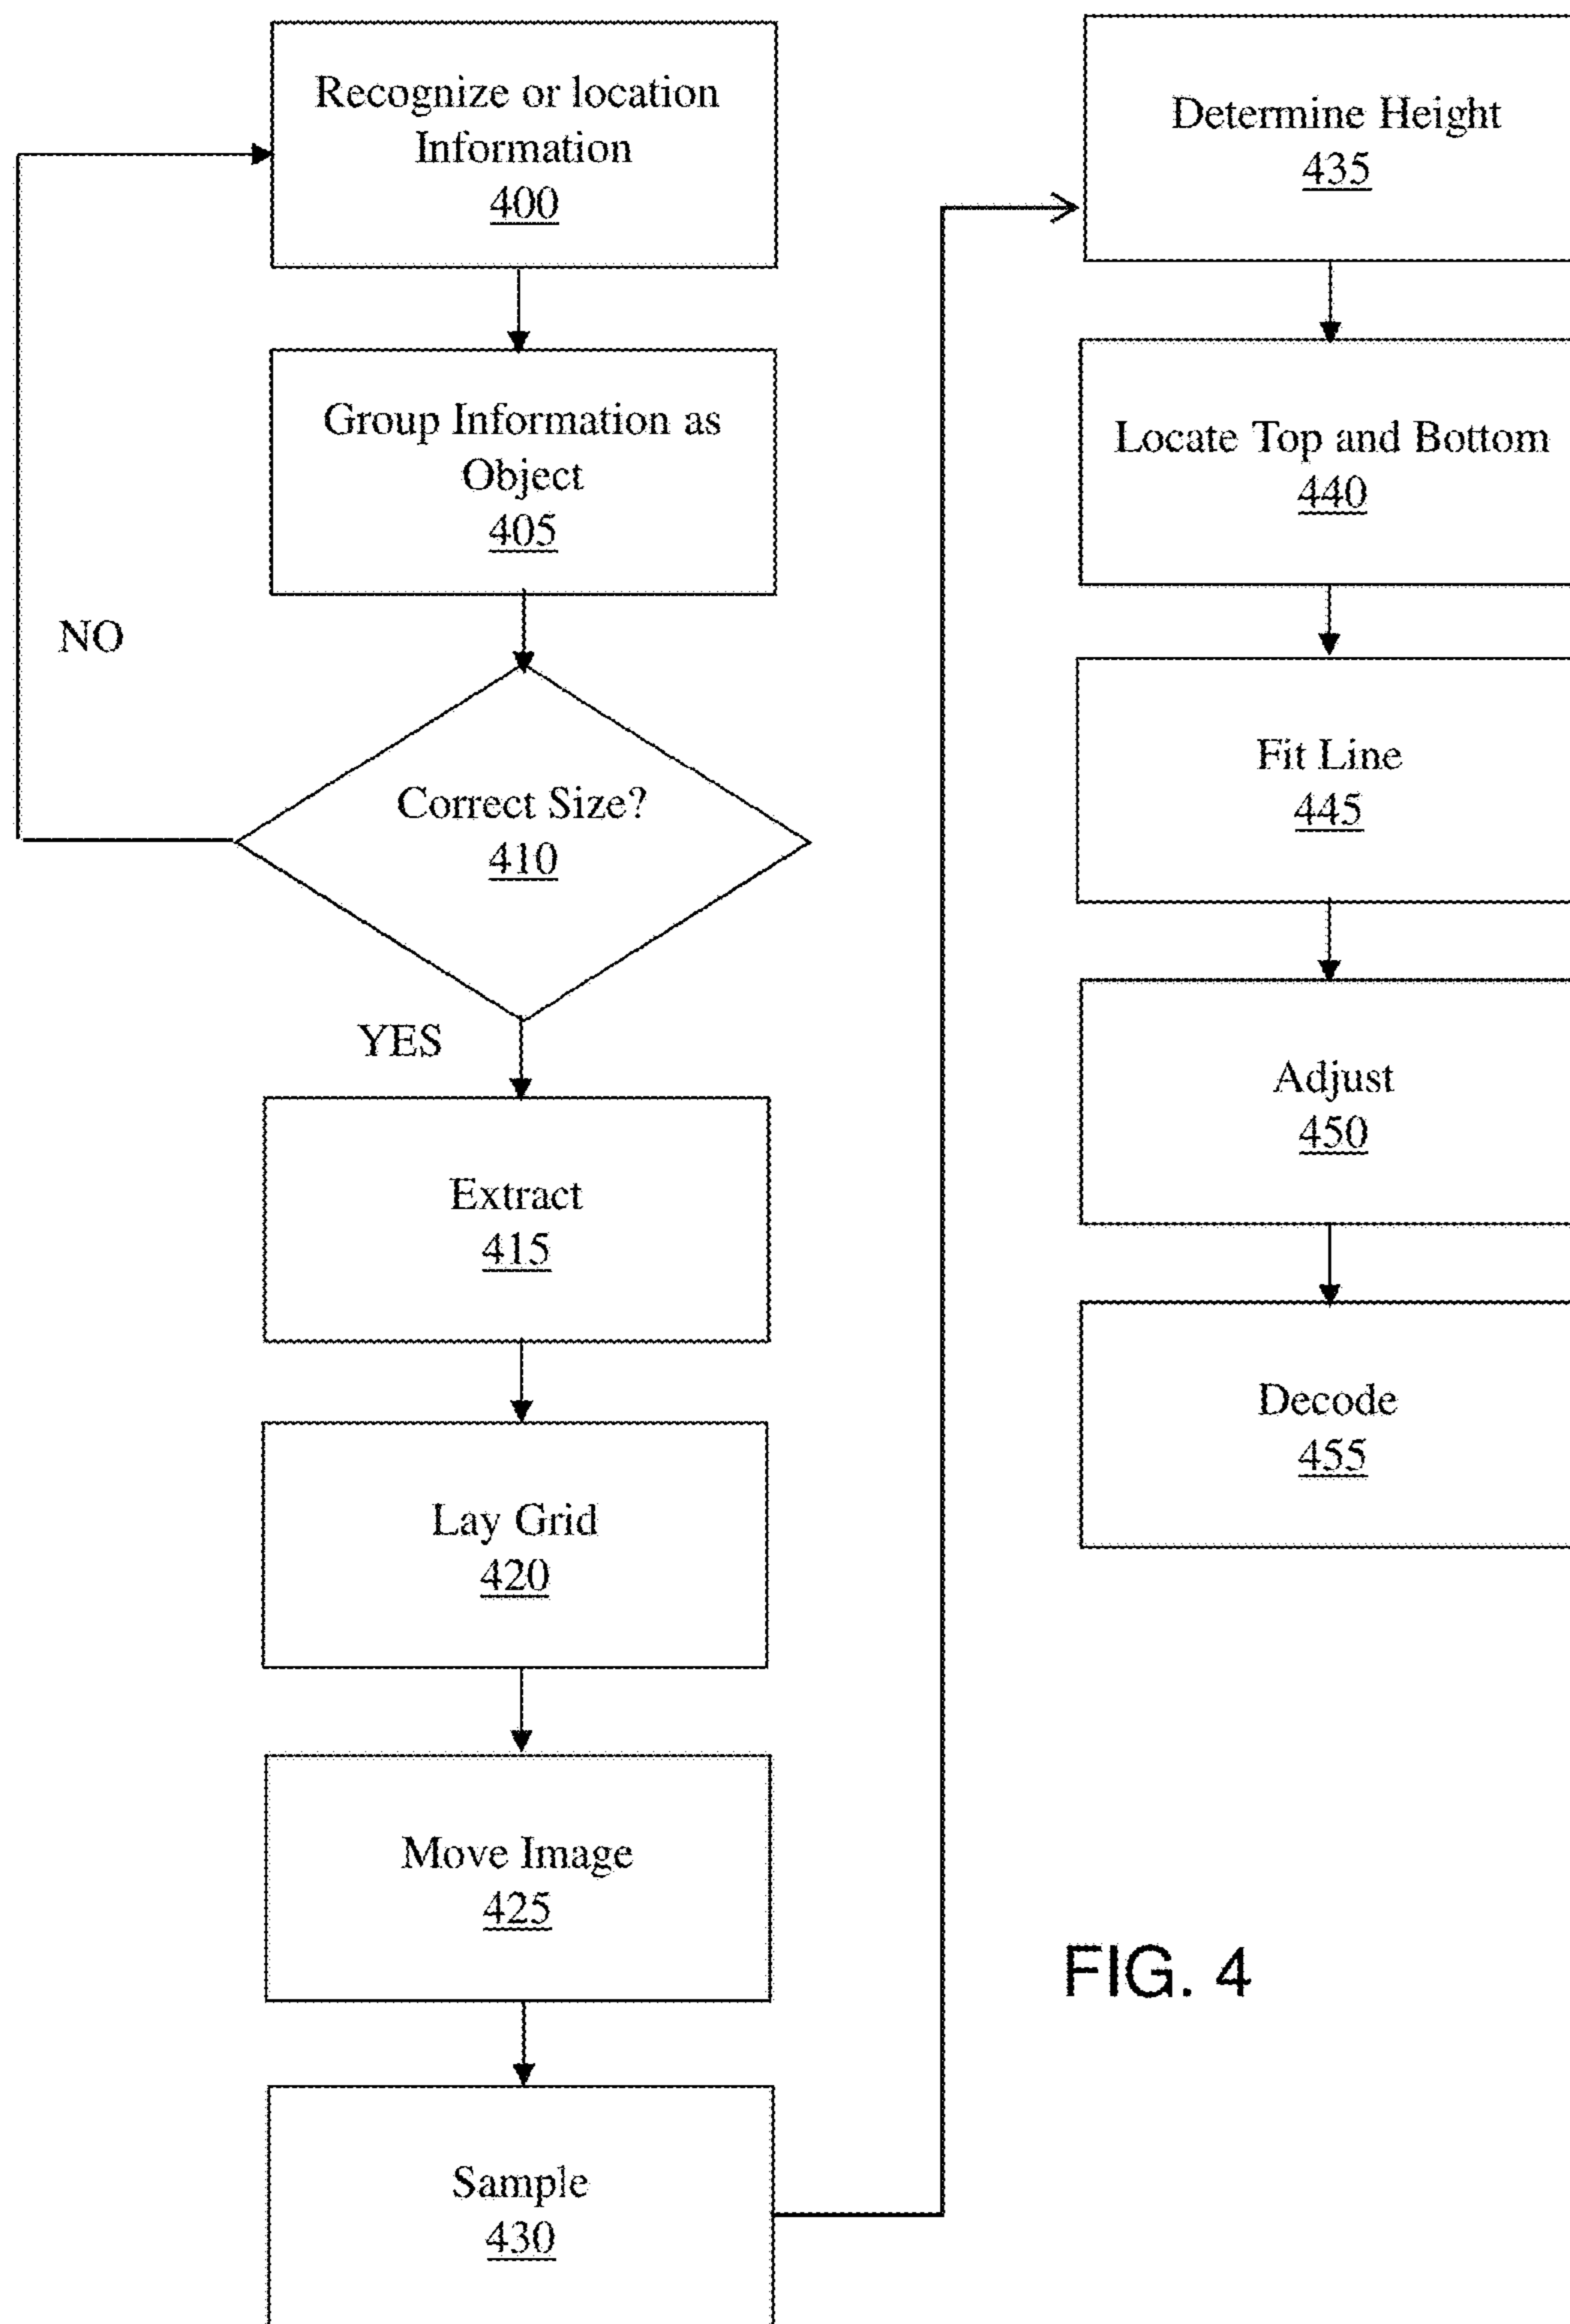 Recognize or location
Information
400
Group Information as
Object
405
NO
Correct Size?
410
YES
Extract
415
Lay Grid
420
Move Image
425
Sample
430
Determine Height
435
Locate Top and Bottom
440
Fit Line
445
Adjust
450
Decode
455
FIG. 4